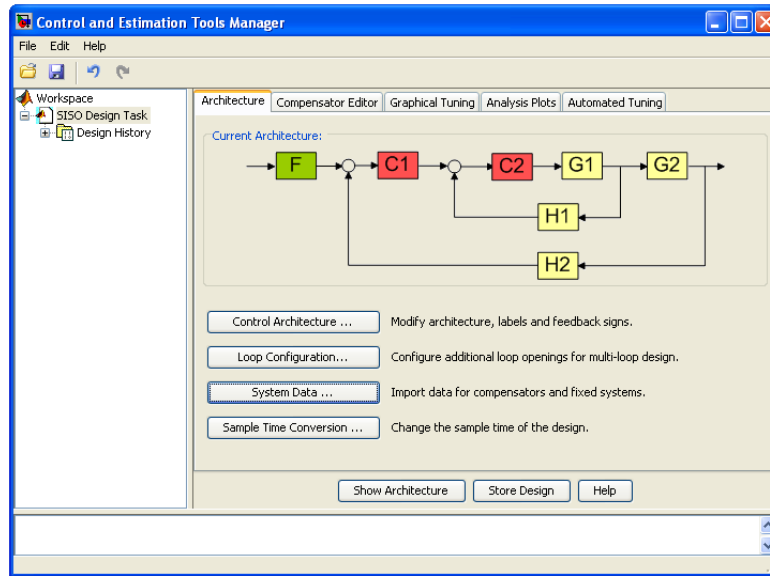 Control and Estimation Tools Manager
File Edit Help
Workspace
SISO Design Task
Design History
Architecture Compensator Editor Graphical Tuning Analysis Plots Automated Tuning
Current Architecture:
F C1 C2 G1 G2
H1
H2
Control Architecture ... Modify architecture, labels and feedback signs.
Loop Configuration... Configure additional loop openings for multi-loop design.
System Data ... Import data for compensators and fixed systems.
Sample Time Conversion ... Change the sample time of the design.
Show Architecture Store Design Help